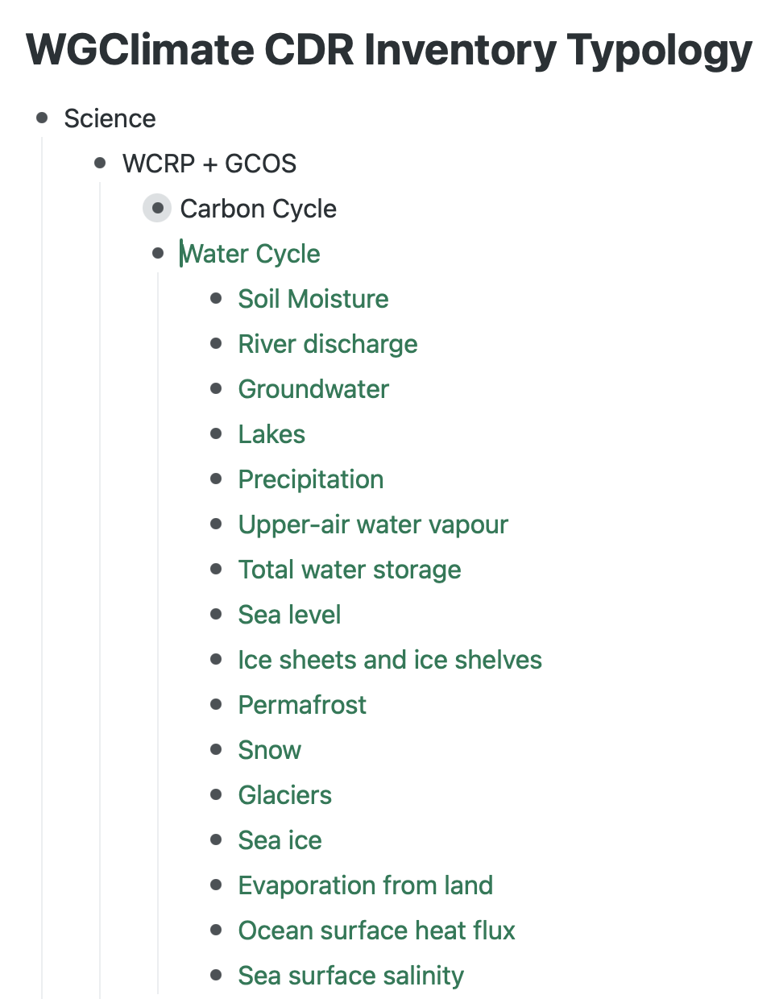 WGClimate CDR Inventory Typology
Science
WCRP + GCOS
Carbon Cycle
Water Cycle
Soil Moisture
River discharge
Groundwater
Lakes
Precipitation
Upper-air water vapour
Total water storage
Sea level
Ice sheets and ice shelves
Permafrost
Snow
Glaciers
Sea ice
Evaporation from land
Ocean surface heat flux
Sea surface salinity